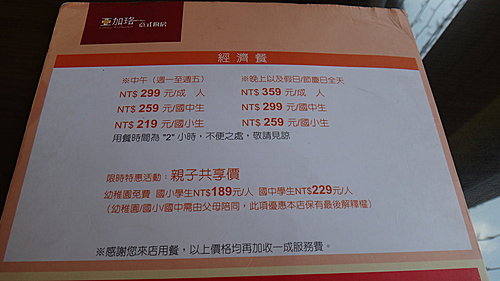 亞加珞
義式廚房
經濟餐
※中午（週一至週五） ※晚上以及假日/節慶日全天
NT$ 299 元/成 人 NT$ 359 元/成 人
NT$ 259 元/國中生 NT$ 299 元/國中生
NT$ 219 元/國小生 NT$ 259 元/國小生
用餐時間為 "2" 小時，不便之處，敬請見諒
限時特惠活動：親子共享價
幼稚園免費 國小學生NT$189元/人 國中學生NT$229元/人
（幼稚園/國小/國中需由父母陪同，此項優惠本店保有最後解釋權）
※感謝您來店用餐，以上價格均再加收一成服務費。